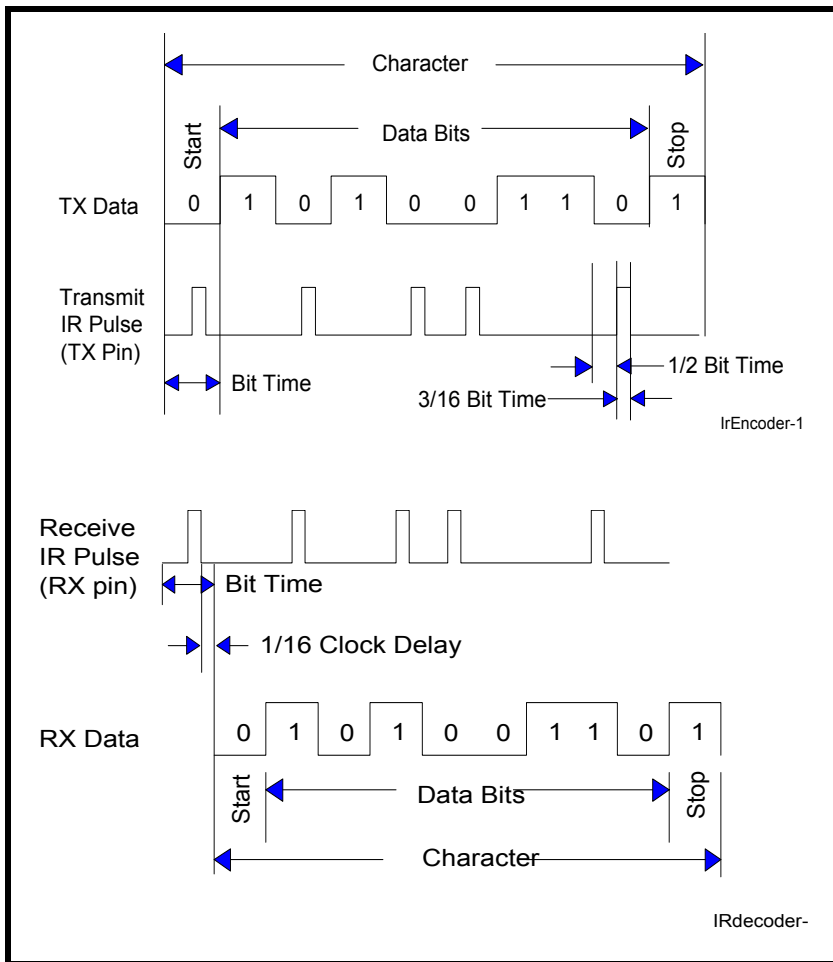 Character
Start
Data Bits
Stop
TX Data
0 1 0 1 0 0 1 1 0 1
Transmit
IR Pulse
(TX Pin)
Bit Time
1/2 Bit Time
3/16 Bit Time
IrEncoder-1
Receive
IR Pulse
(RX pin)
Bit Time
1/16 Clock Delay
RX Data
0 1 0 1 0 0 1 1 0 1
Start
Data Bits
Stop
Character
IRdecoder-